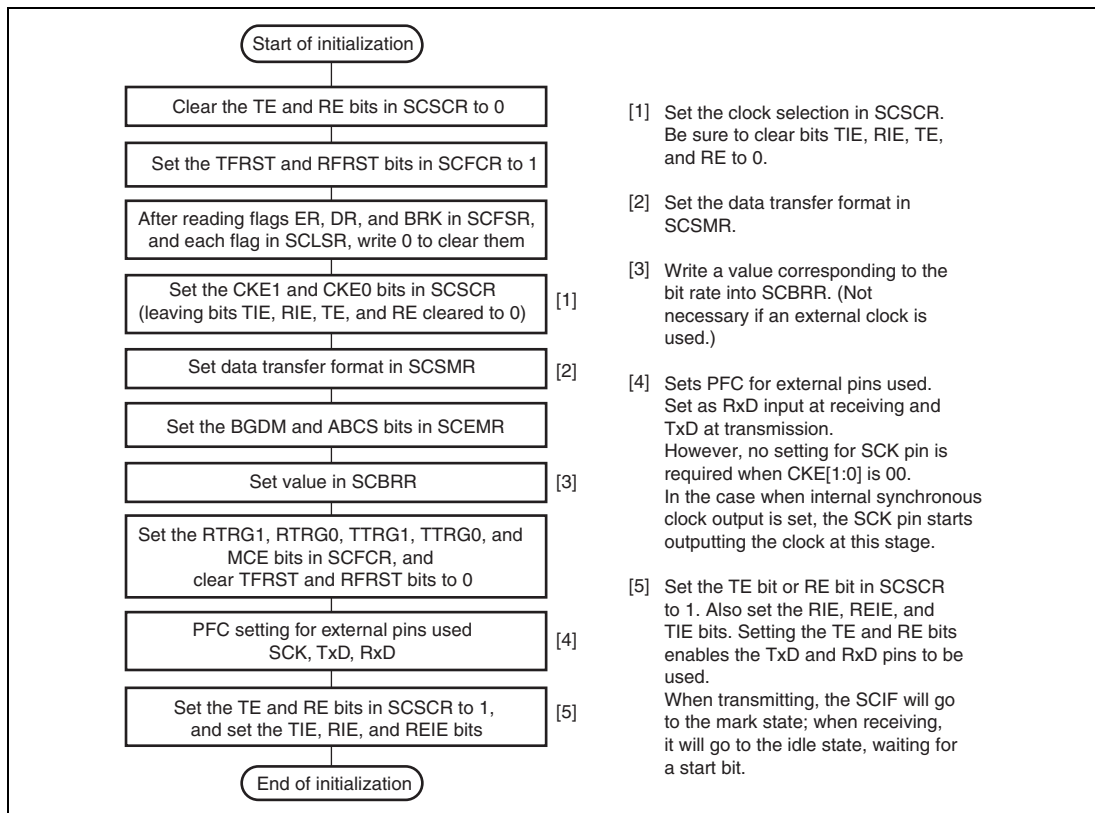 Start of initialization
Clear the TE and RE bits in SCSCR to 0
Set the TFRST and RFRST bits in SCFCR to 1
After reading flags ER, DR, and BRK in SCFSR,
and each flag in SCLSR, write 0 to clear them
Set the CKE1 and CKE0 bits in SCSCR
(leaving bits TIE, RIE, TE, and RE cleared to 0)
[1]
Set data transfer format in SCSMR
[2]
Set the BGDM and ABCS bits in SCEMR
Set value in SCBRR
[3]
Set the RTRG1, RTRG0, TTRG1, TTRG0, and
MCE bits in SCFCR, and
clear TFRST and RFRST bits to 0
PFC setting for external pins used
SCK, TxD, RxD
[4]
Set the TE and RE bits in SCSCR to 1,
and set the TIE, RIE, and REIE bits
[5]
End of initialization
[1] Set the clock selection in SCSCR.
Be sure to clear bits TIE, RIE, TE,
and RE to 0.
[2] Set the data transfer format in
SCSMR.
[3] Write a value corresponding to the
bit rate into SCBRR. (Not
necessary if an external clock is
used.)
[4] Sets PFC for external pins used.
Set as RxD input at receiving and
TxD at transmission.
However, no setting for SCK pin is
required when CKE[1:0] is 00.
In the case when internal synchronous
clock output is set, the SCK pin starts
outputting the clock at this stage.
[5] Set the TE bit or RE bit in SCSCR
to 1. Also set the RIE, REIE, and
TIE bits. Setting the TE and RE bits
enables the TxD and RxD pins to be
used.
When transmitting, the SCIF will go
to the mark state; when receiving,
it will go to the idle state, waiting for
a start bit.